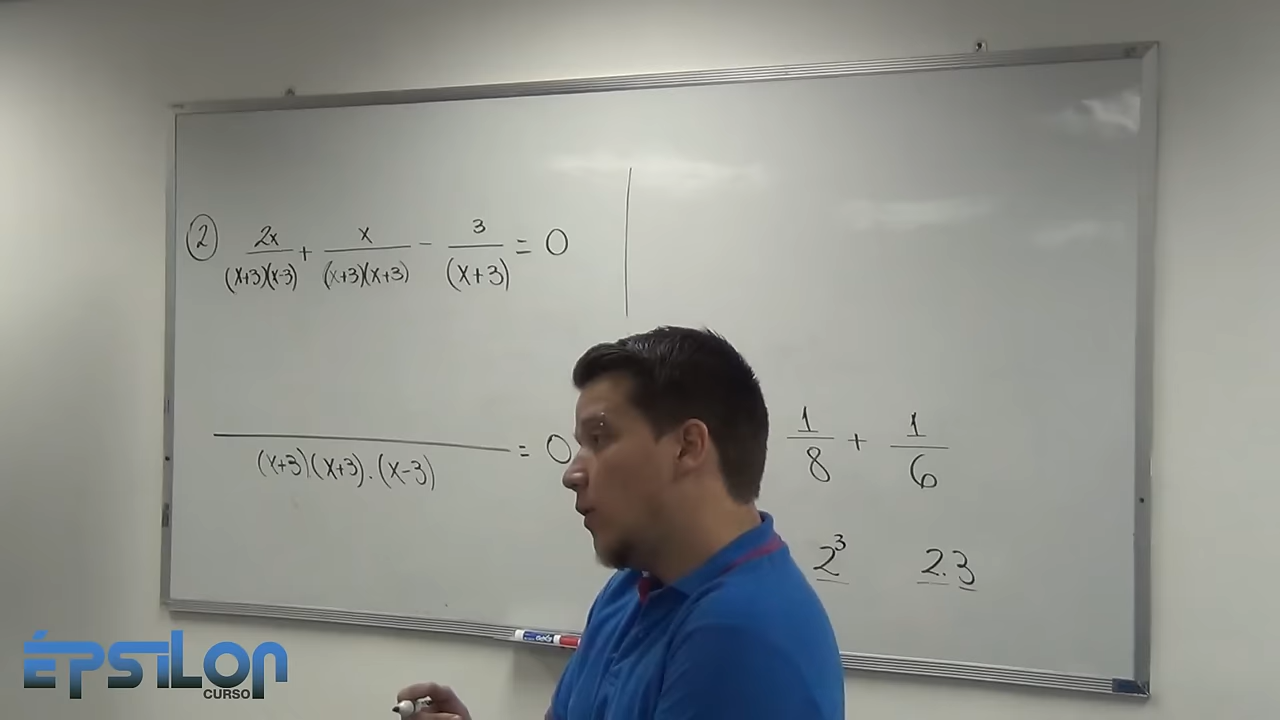 2 2x/(x+3)(x-3) + x/(x+3)(x+3) - 3/(x+3) = 0
/(x+3)(x+3).(x-3) = 0
1/8 + 1/6
2³ 2.3
ÉPSILON
CURSO